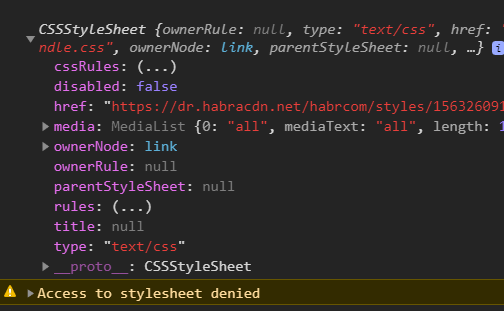 CSSStyleSheet {ownerRule: null, type: "text/css", href: "
ndle.css", ownerNode: link, parentStyleSheet: null, …} i
cssRules: (...)
disabled: false
href: "https://dr.habracdn.net/habrcom/styles/156326091
media: MediaList {0: "all", mediaText: "all", length: 1
ownerNode: link
ownerRule: null
parentStyleSheet: null
rules: (...)
title: null
type: "text/css"
__proto__: CSSStyleSheet
Access to stylesheet denied